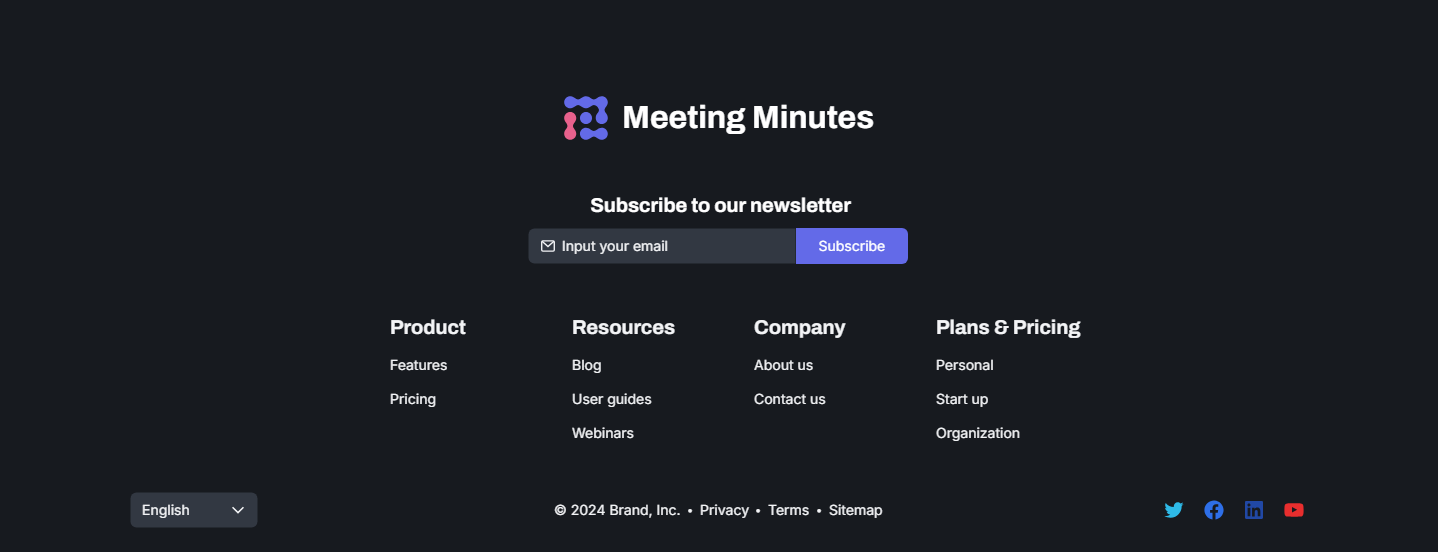 Meeting Minutes
Subscribe to our newsletter
Input your email
Subscribe
Product
Features
Pricing
Resources
Blog
User guides
Webinars
Company
About us
Contact us
Plans & Pricing
Personal
Start up
Organization
English
© 2024 Brand, Inc. • Privacy • Terms • Sitemap